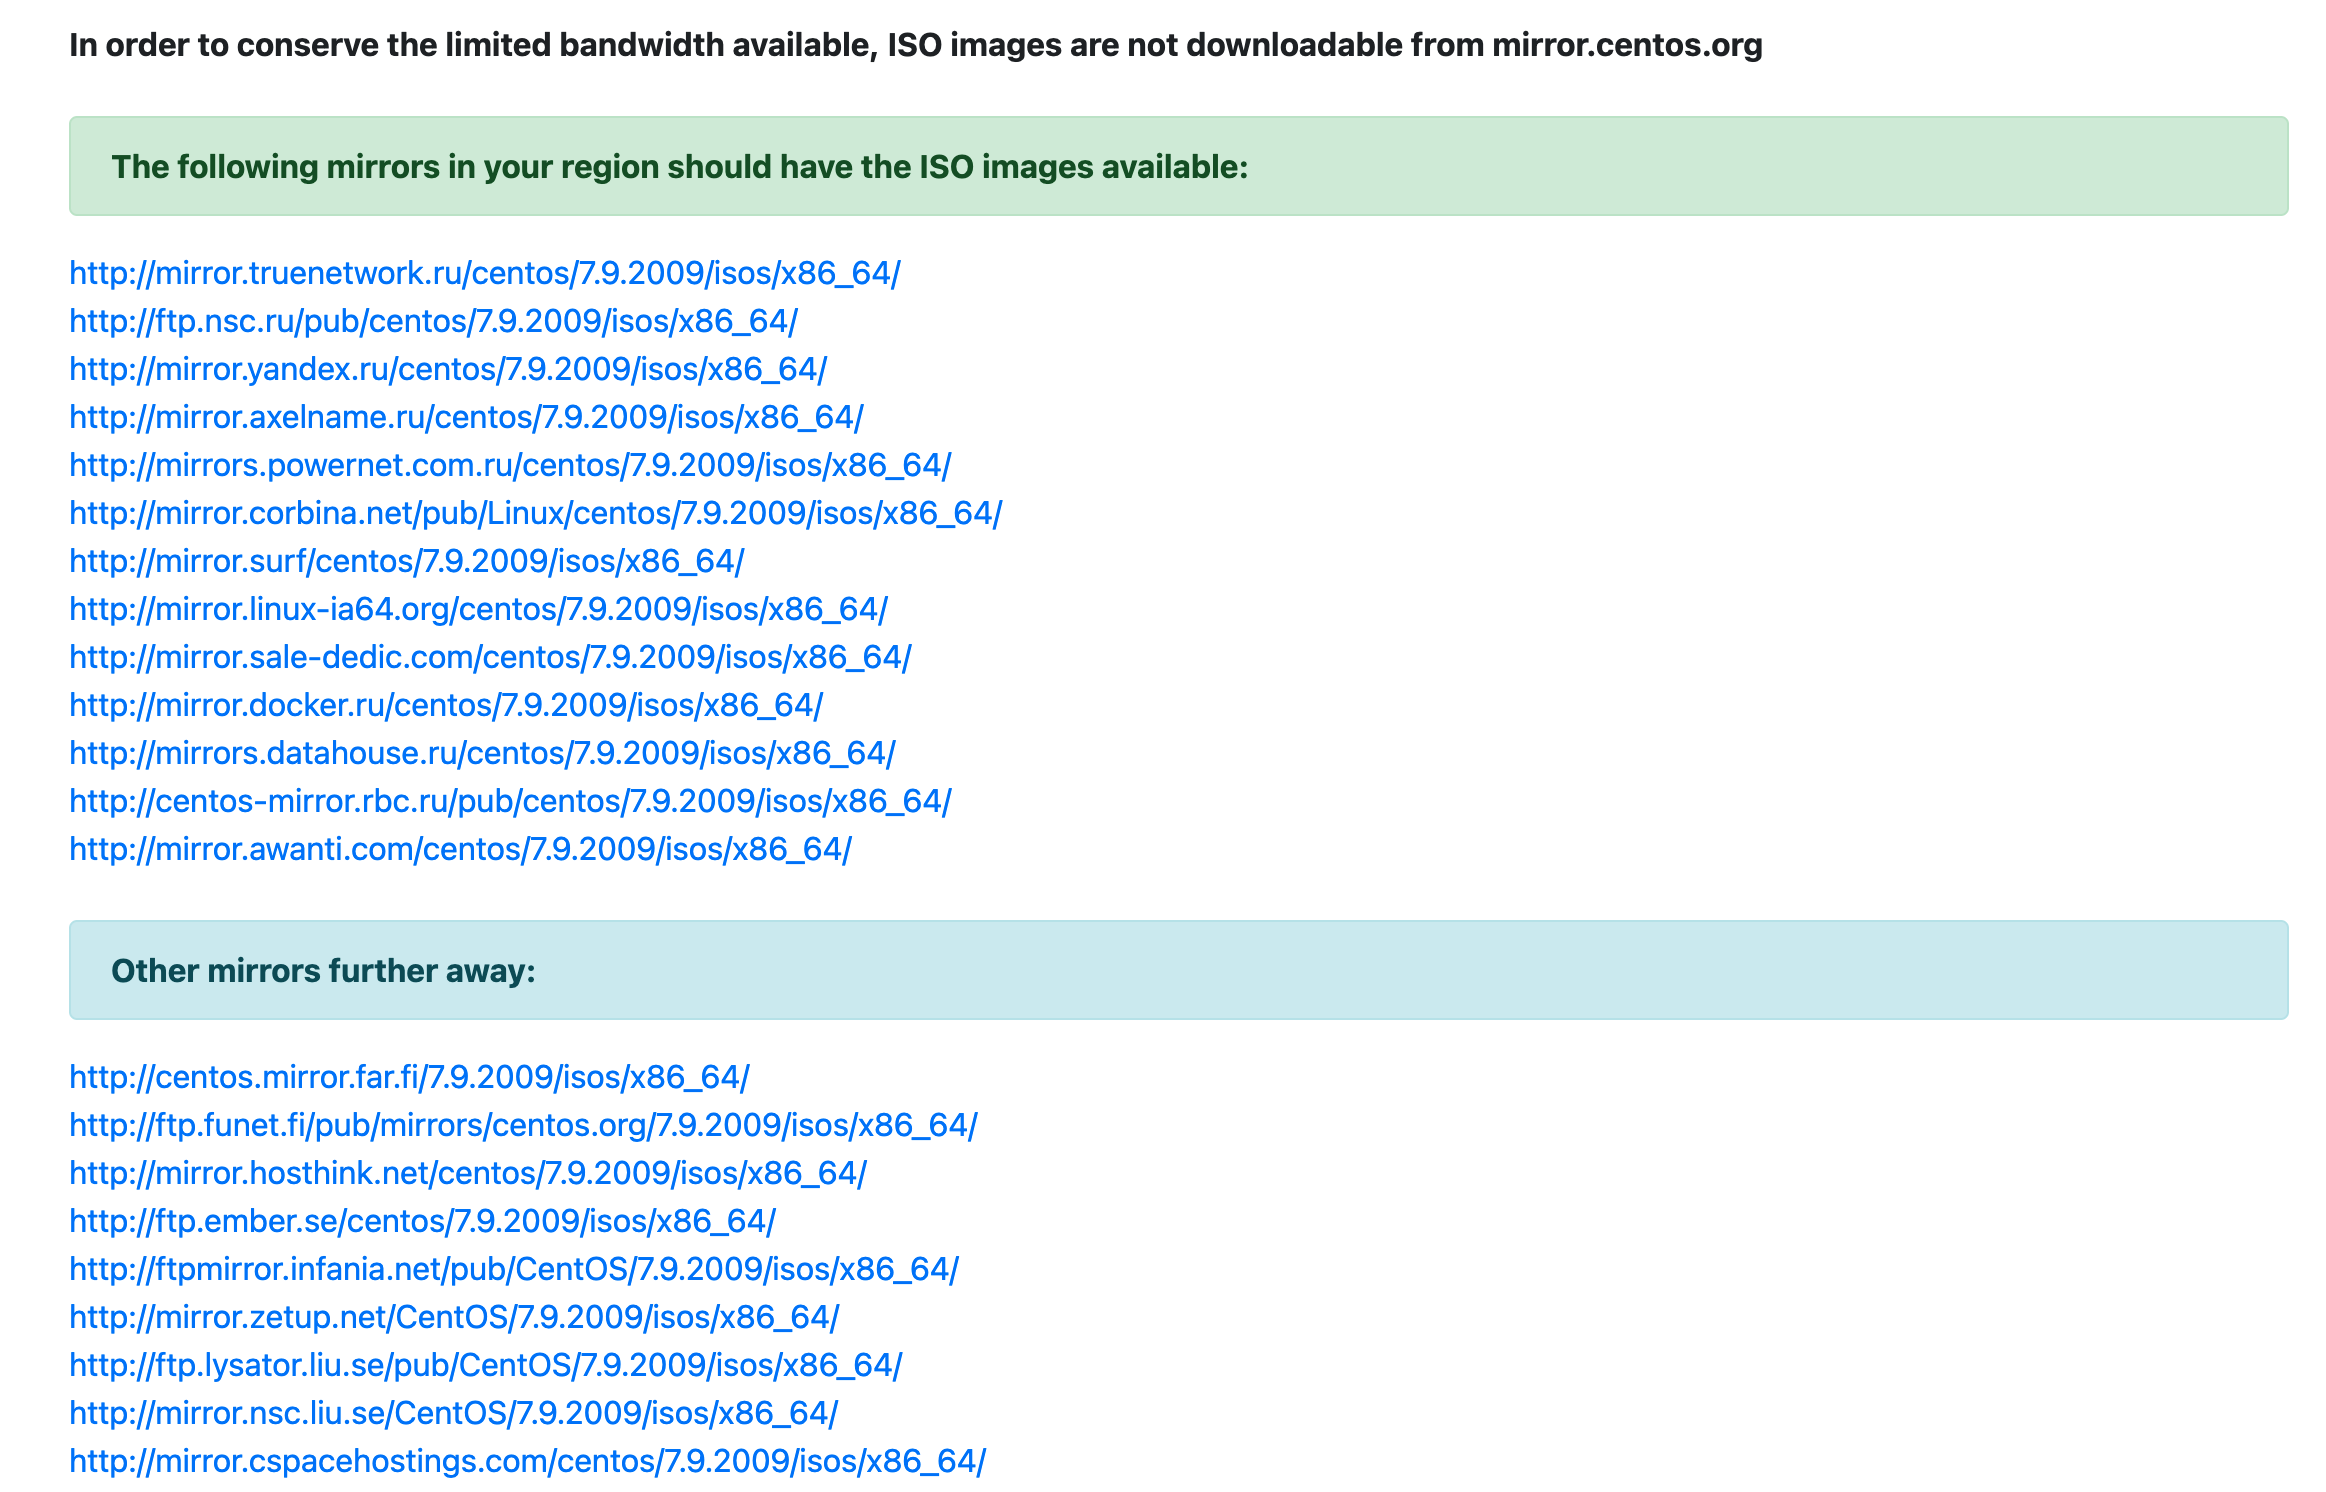 In order to conserve the limited bandwidth available, ISO images are not downloadable from mirror.centos.org
The following mirrors in your region should have the ISO images available:
http://mirror.truenetwork.ru/centos/7.9.2009/isos/x86_64/
http://ftp.nsc.ru/pub/centos/7.9.2009/isos/x86_64/
http://mirror.yandex.ru/centos/7.9.2009/isos/x86_64/
http://mirror.axelname.ru/centos/7.9.2009/isos/x86_64/
http://mirrors.powernet.com.ru/centos/7.9.2009/isos/x86_64/
http://mirror.corbina.net/pub/Linux/centos/7.9.2009/isos/x86_64/
http://mirror.surf/centos/7.9.2009/isos/x86_64/
http://mirror.linux-ia64.org/centos/7.9.2009/isos/x86_64/
http://mirror.sale-dedic.com/centos/7.9.2009/isos/x86_64/
http://mirror.docker.ru/centos/7.9.2009/isos/x86_64/
http://mirrors.datahouse.ru/centos/7.9.2009/isos/x86_64/
http://centos-mirror.rbc.ru/pub/centos/7.9.2009/isos/x86_64/
http://mirror.awanti.com/centos/7.9.2009/isos/x86_64/
Other mirrors further away:
http://centos.mirror.far.fi/7.9.2009/isos/x86_64/
http://ftp.funet.fi/pub/mirrors/centos.org/7.9.2009/isos/x86_64/
http://mirror.hosthink.net/centos/7.9.2009/isos/x86_64/
http://ftp.ember.se/centos/7.9.2009/isos/x86_64/
http://ftpmirror.infania.net/pub/CentOS/7.9.2009/isos/x86_64/
http://mirror.zetup.net/CentOS/7.9.2009/isos/x86_64/
http://ftp.lysator.liu.se/pub/CentOS/7.9.2009/isos/x86_64/
http://mirror.nsc.liu.se/CentOS/7.9.2009/isos/x86_64/
http://mirror.cspacehostings.com/centos/7.9.2009/isos/x86_64/